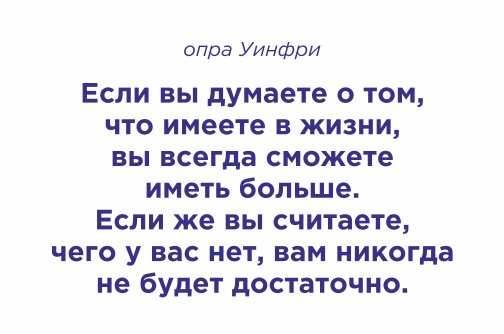 опра Уинфри
Если вы думаете о том,
что имеете в жизни,
вы всегда сможете
иметь больше.
Если же вы считаете,
чего у вас нет, вам никогда
не будет достаточно.